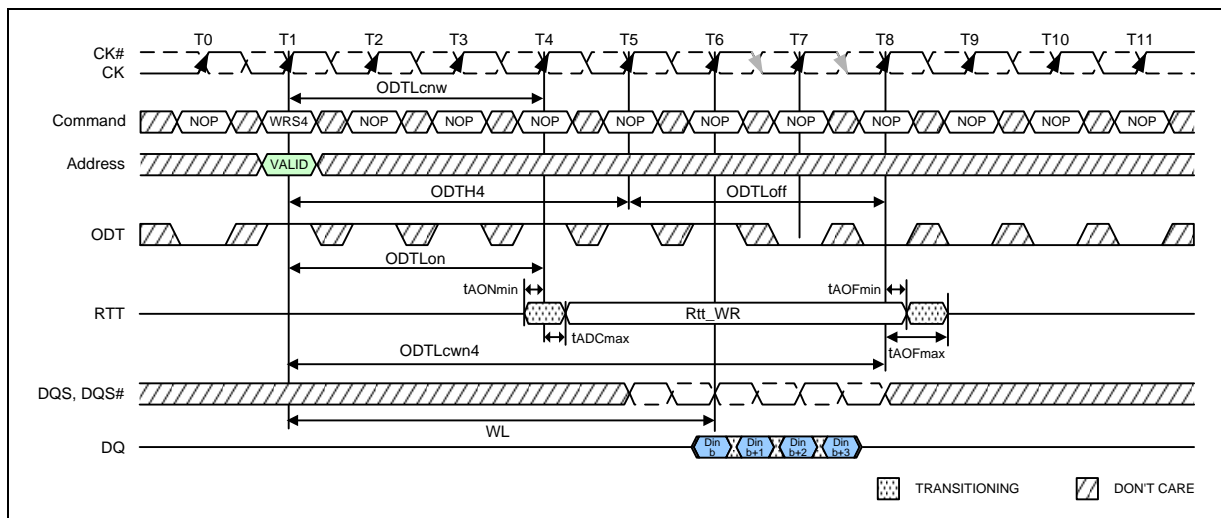 T0 T1 T2 T3 T4 T5 T6 T7 T8 T9 T10 T11
CK#
CK
ODTLcnw
Command NOP WRS4 NOP NOP NOP NOP NOP NOP NOP NOP NOP NOP
Address VALID
ODTH4 ODTLoff
ODT
ODTLon
tAONmin tAOFmin
RTT Rtt_WR
tADCmax tAOFmax
ODTLcwn4
DQS, DQS#
WL
DQ Din b Din b+1 Din b+2 Din b+3
TRANSITIONING DON'T CARE